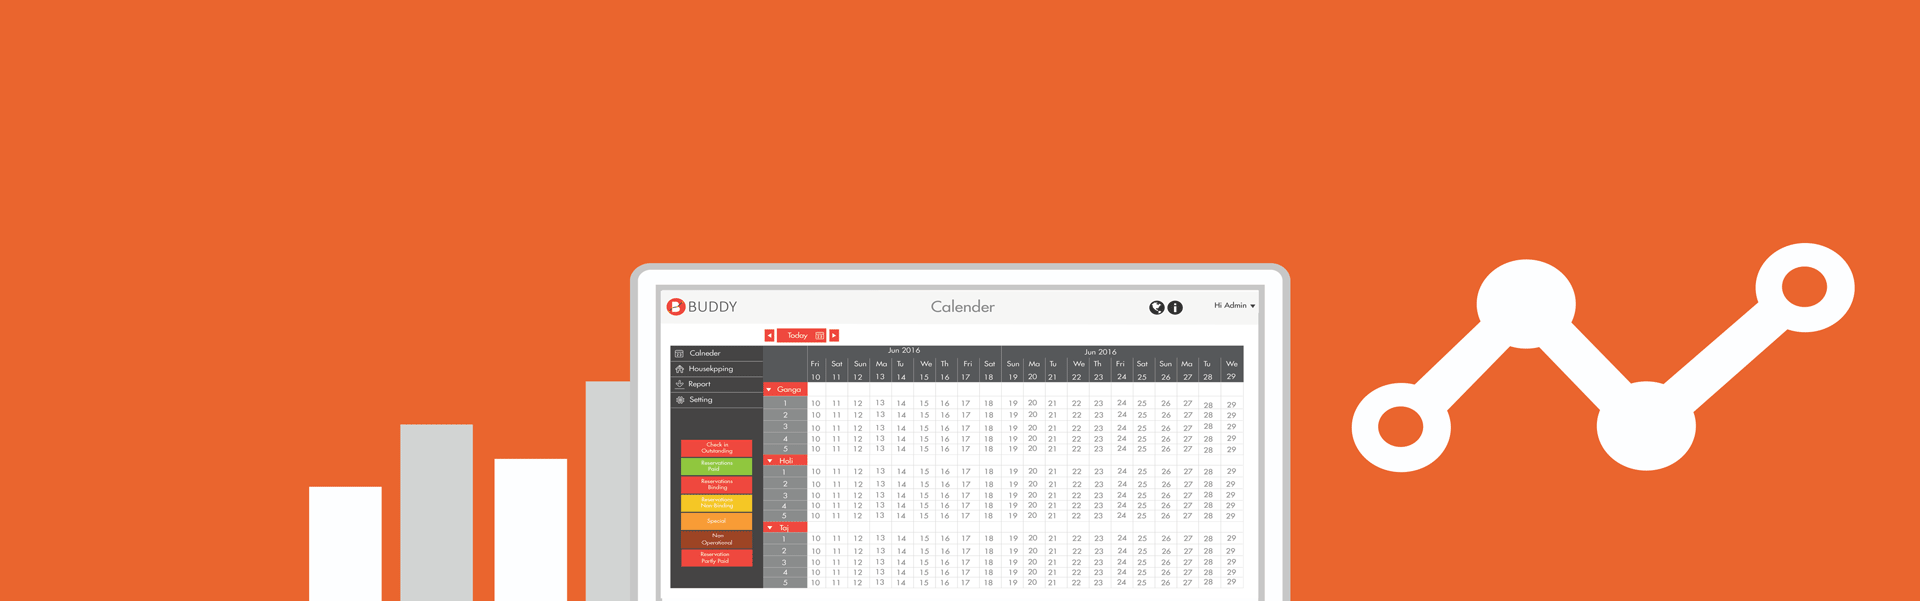 BUDDY
Calender
Hi Admin
Today
Calneder
Housekpping
Report
Setting
Check in
Outstanding
Reservations
Paid
Reservations
Binding
Reservations
Non Binding
Special
Non
Operational
Reservation
Partly Paid
Jun 2016 Jun 2016
Fri Sat Sun Ma Tu We Th Fri Sat Sun Ma Tu We Th Fri Sat Sun Ma Tu We
10 11 12 13 14 15 16 17 18 19 20 21 22 23 24 25 26 27 28 29
Ganga
1 10 11 12 13 14 15 16 17 18 19 20 21 22 23 24 25 26 27 28 29
2 10 11 12 13 14 15 16 17 18 19 20 21 22 23 24 25 26 27 28 29
3 10 11 12 13 14 15 16 17 18 19 20 21 22 23 24 25 26 27 28 29
4 10 11 12 13 14 15 16 17 18 19 20 21 22 23 24 25 26 27 28 29
5 10 11 12 13 14 15 16 17 18 19 20 21 22 23 24 25 26 27 28 29
Holi
1 10 11 12 13 14 15 16 17 18 19 20 21 22 23 24 25 26 27 28 29
2 10 11 12 13 14 15 16 17 18 19 20 21 22 23 24 25 26 27 28 29
3 10 11 12 13 14 15 16 17 18 19 20 21 22 23 24 25 26 27 28 29
4 10 11 12 13 14 15 16 17 18 19 20 21 22 23 24 25 26 27 28 29
5 10 11 12 13 14 15 16 17 18 19 20 21 22 23 24 25 26 27 28 29
Taj
1 10 11 12 13 14 15 16 17 18 19 20 21 22 23 24 25 26 27 28 29
2 10 11 12 13 14 15 16 17 18 19 20 21 22 23 24 25 26 27 28 29
3 10 11 12 13 14 15 16 17 18 19 20 21 22 23 24 25 26 27 28 29
4 10 11 12 13 14 15 16 17 18 19 20 21 22 23 24 25 26 27 28 29
5 10 11 12 13 14 15 16 17 18 19 20 21 22 23 24 25 26 27 28 29